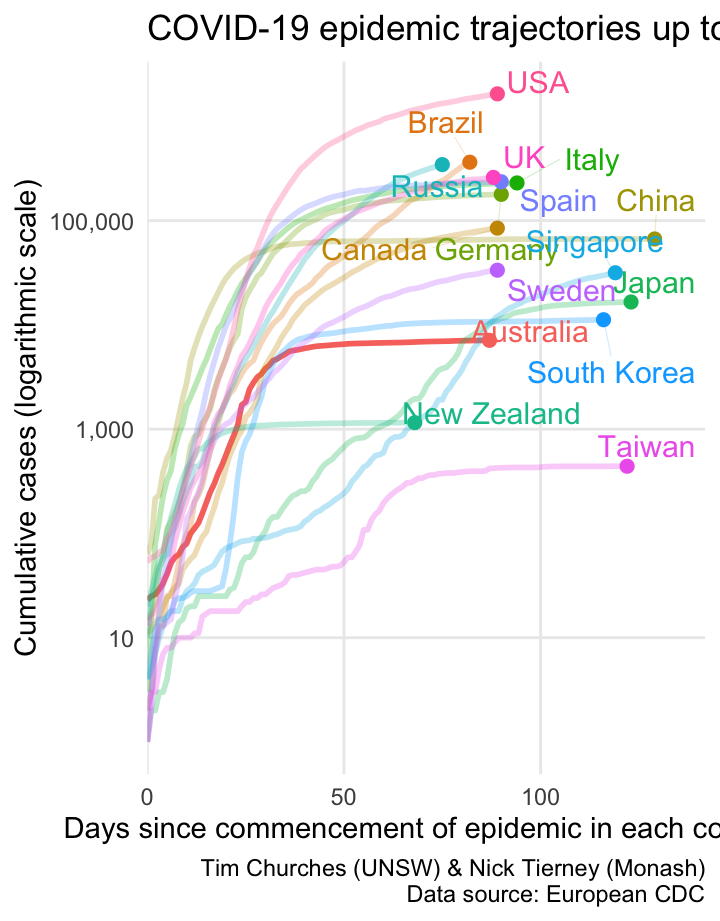 COVID-19 epidemic trajectories up to
USA
Brazil
UK
Italy
Russia
Spain
China
Canada
Germany
Singapore
Japan
Sweden
Australia
South Korea
New Zealand
Taiwan
100,000
1,000
10
Cumulative cases (logarithmic scale)
0
50
100
Days since commencement of epidemic in each co
Tim Churches (UNSW) & Nick Tierney (Monash)
Data source: European CDC